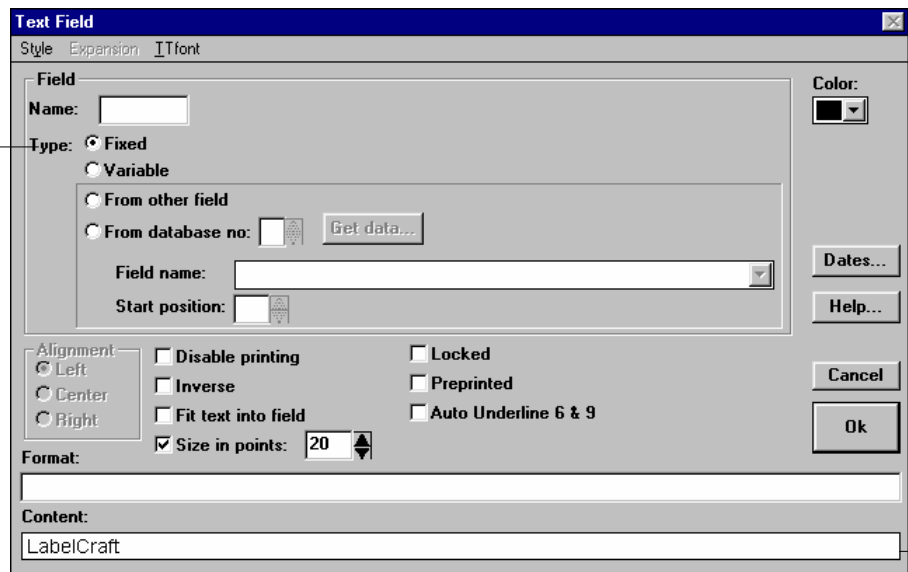 Text Field
Style Expansion TTfont
Field
Color:
Name:
Type: Fixed
Variable
From other field
From database no: Get data...
Field name:
Dates...
Start position:
Help...
Alignment
Left
Center
Right
Disable printing
Inverse
Fit text into field
Size in points: 20
Locked
Preprinted
Auto Underline 6 & 9
Cancel
Ok
Format:
Content:
LabelCraft